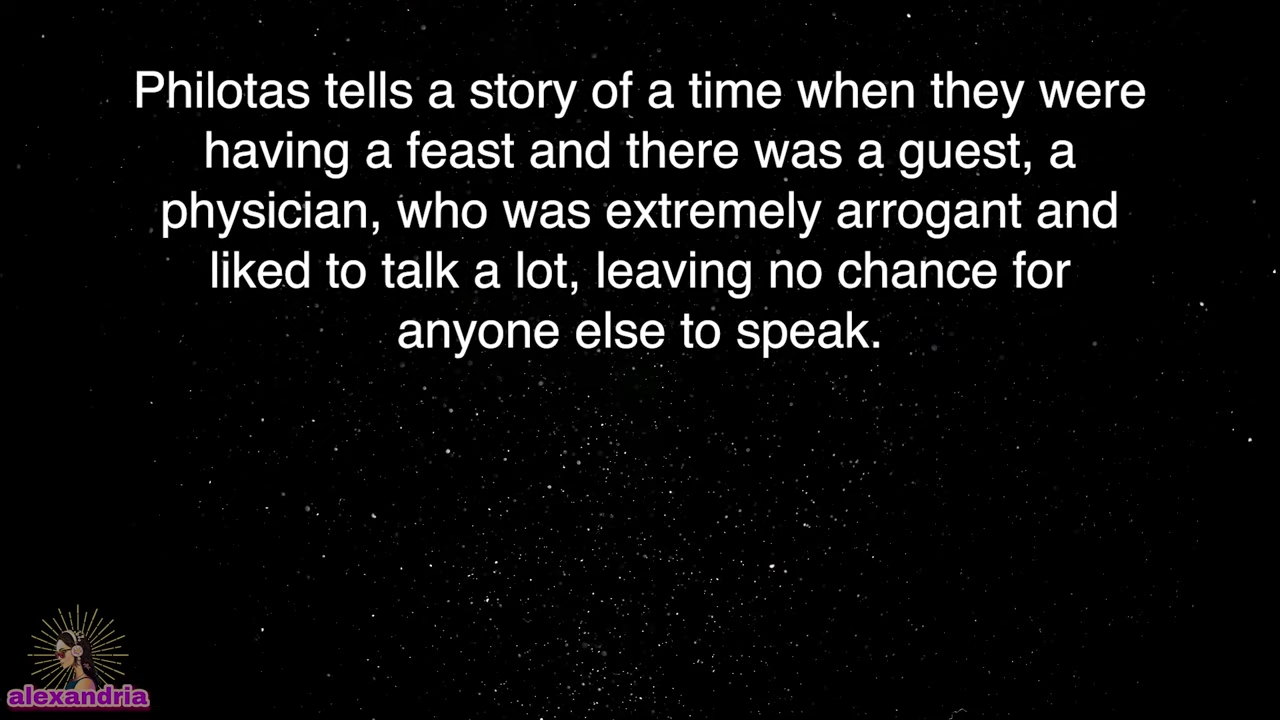 Philotas tells a story of a time when they were
having a feast and there was a guest, a
physician, who was extremely arrogant and
liked to talk a lot, leaving no chance for
anyone else to speak.
alexandria